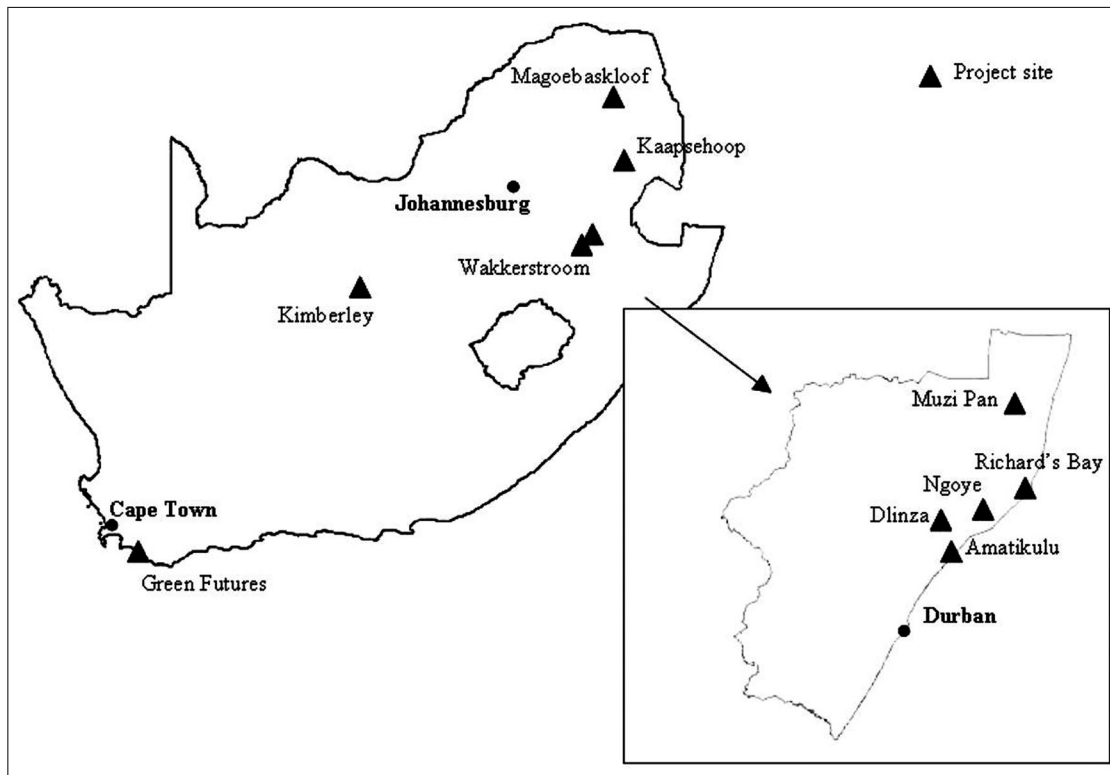 Magoebaskloof
Project site
Kaapsehoop
Johannesburg
Wakkerstroom
Kimberley
Muzi Pan
Richard's Bay
Ngoye
Dlinza
Amatikulu
Cape Town
Green Futures
Durban